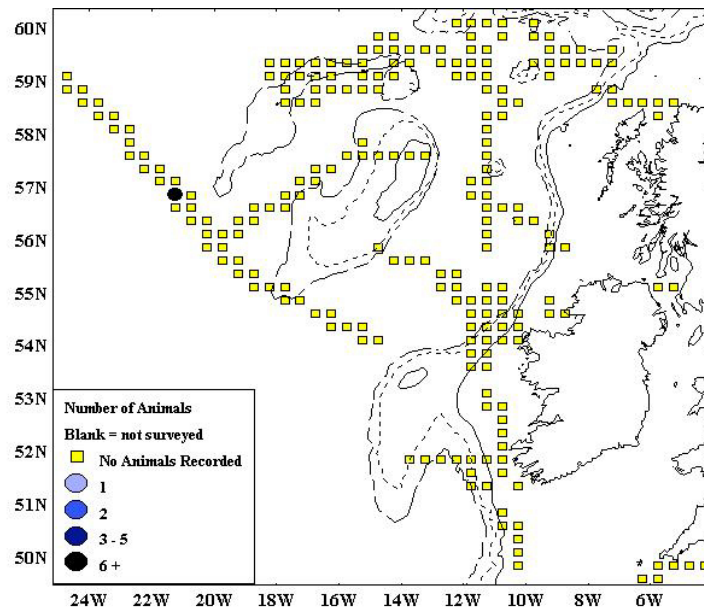 60N
59N
58N
57N
56N
55N
54N
53N
52N
51N
50N
Number of Animals
Blank = not surveyed
No Animals Recorded
1
2
3 - 5
6 +
24W 22W 20W 18W 16W 14W 12W 10W 8W 6W